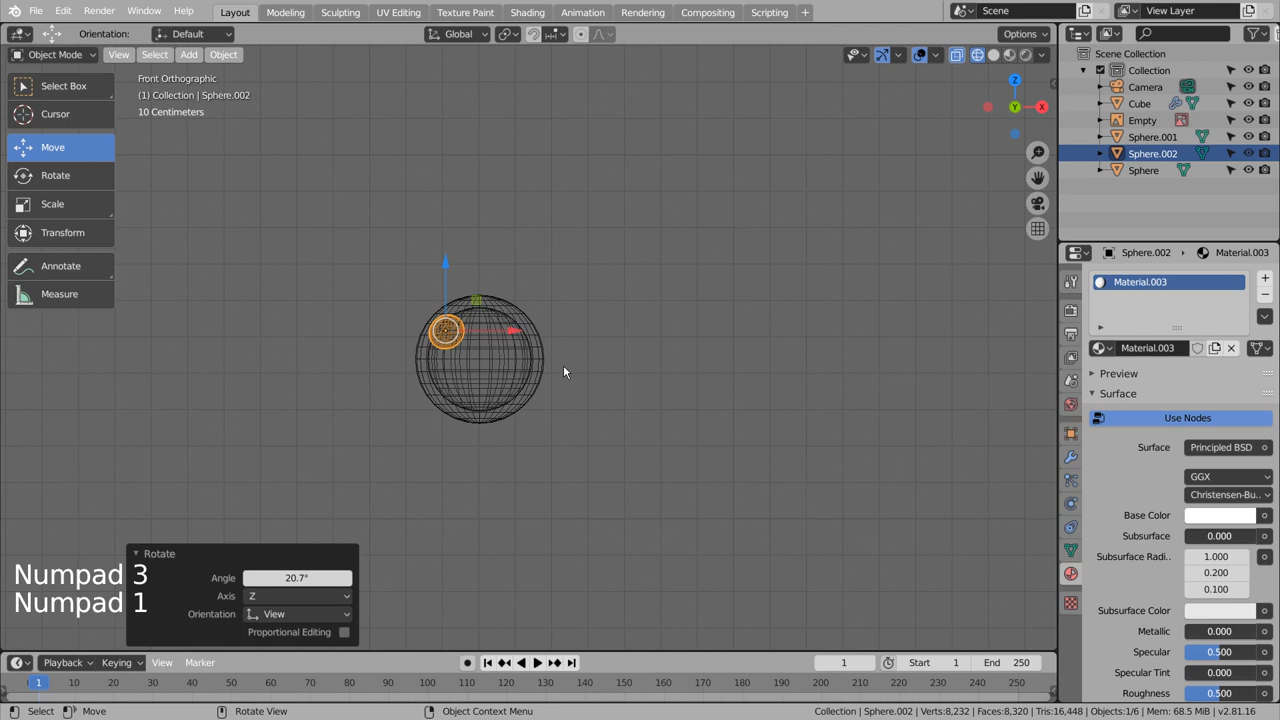 File Edit Render Window Help Layout Modeling Sculpting UV Editing Texture Paint Shading Animation Rendering Compositing Scripting + Scene View Layer
Orientation: Default Global Options
Object Mode View Select Add Object
Scene Collection
Collection
Camera
Cube
Empty
Sphere.001
Sphere.002
Sphere
Select Box
Cursor
Move
Rotate
Scale
Transform
Annotate
Measure
Front Orthographic
(1) Collection | Sphere.002
10 Centimeters
Z
Y
X
Sphere.002 Material.003
Material.003
Material.003
Preview
Surface
Use Nodes
Surface Principled BSD
GGX
Christensen-Bu..
Base Color
Subsurface 0.000
Subsurface Radi.. 1.000
0.200
0.100
Subsurface Color
Metallic 0.000
Specular 0.500
Specular Tint 0.000
Roughness 0.500
Rotate
Angle 20.7°
Axis Z
Orientation View
Proportional Editing
Numpad 3
Numpad 1
Playback Keying View Marker 1 Start 1 End 250
1 10 20 30 40 50 60 70 80 90 100 110 120 130 140 150 160 170 180 190 200 210 220 230 240 250
Select Move Rotate View Object Context Menu Collection | Sphere.002 | Verts:8,232 | Faces:8,320 | Tris:16,448 | Objects:1/6 | Mem: 68.5 MiB | v2.81.16